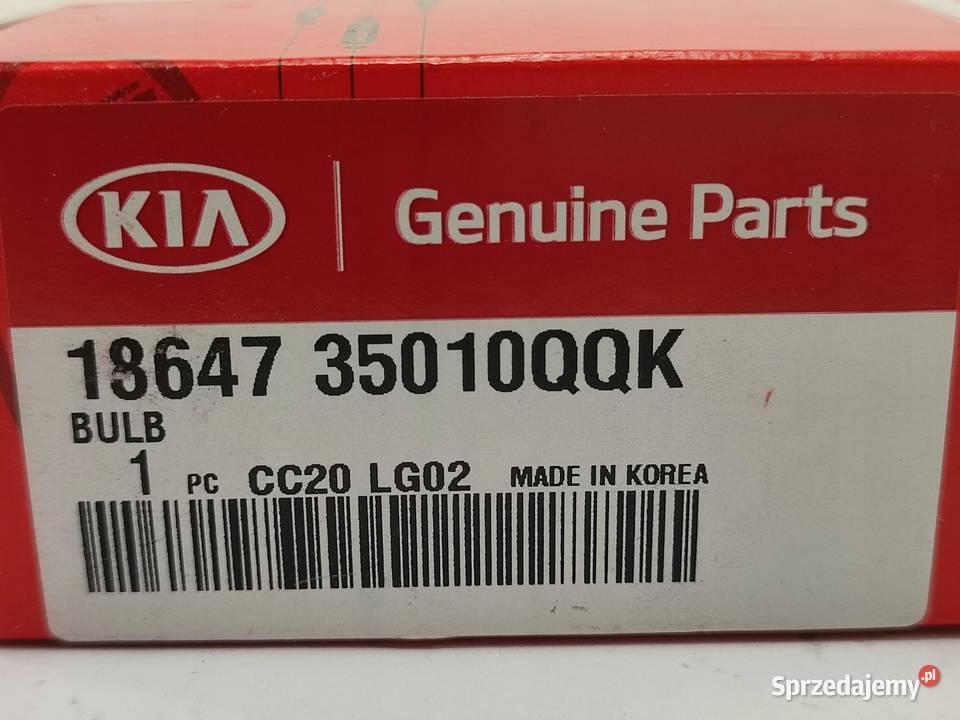 KIA Genuine Parts
18647 35010QQK
BULB
1 PC CC20 LG02 MADE IN KOREA
Sprzedajemy.pl